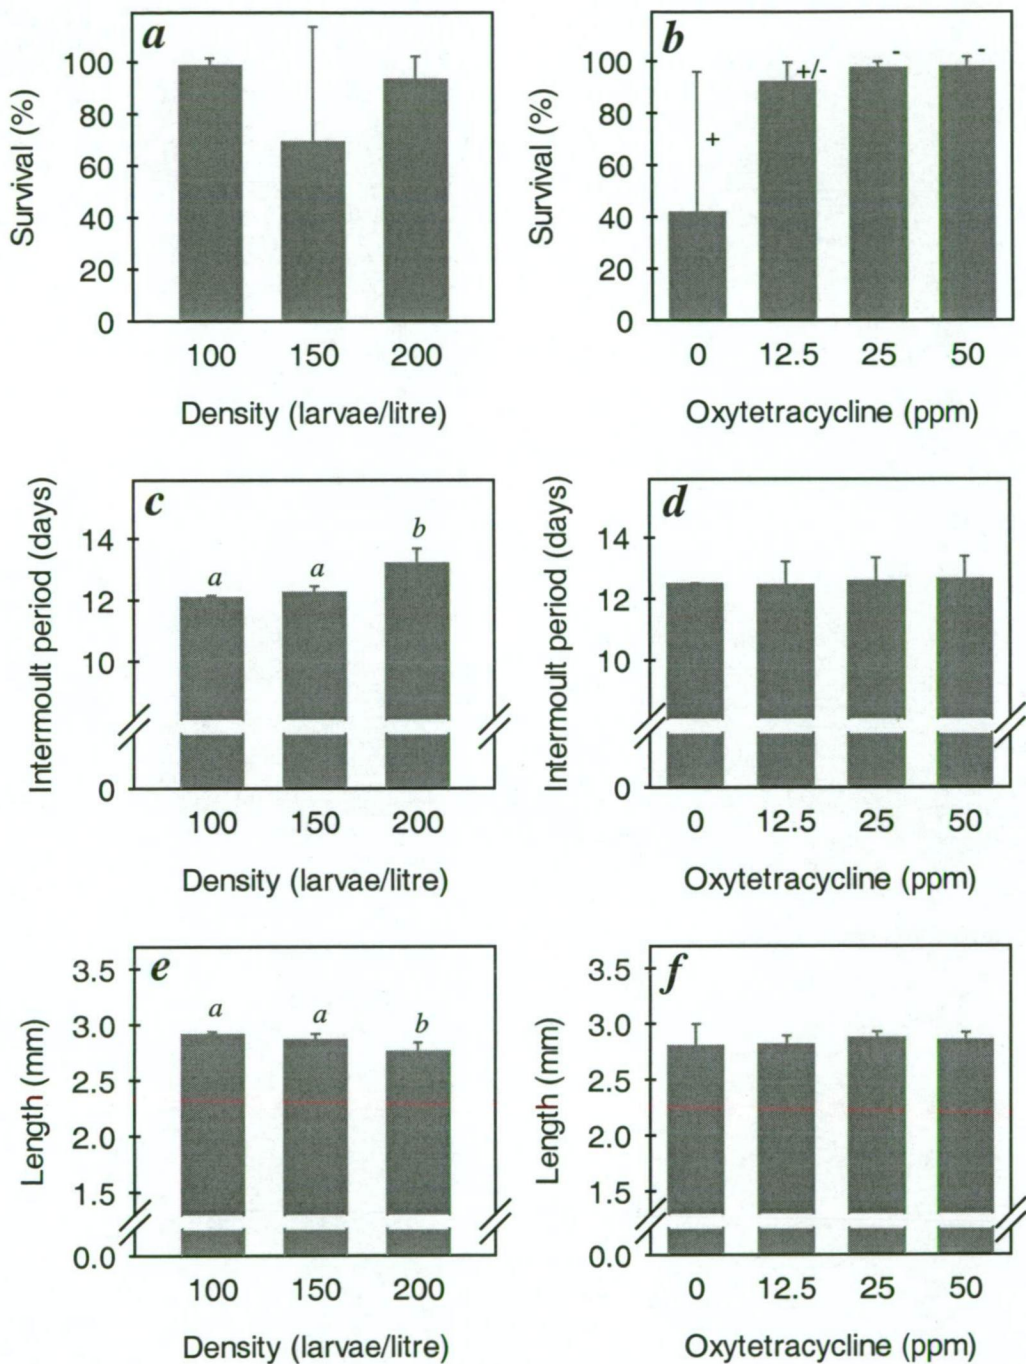 a
b
Survival (%)
100
80
60
40
20
0
100 150 200
Density (larvae/litre)
Survival (%)
100
80
60
40
20
0
+
+/-
-
-
0 12.5 25 50
Oxytetracycline (ppm)
c
Intermoult period (days)
14
12
10
0
a
a
b
100 150 200
Density (larvae/litre)
d
Intermoult period (days)
14
12
10
0
0 12.5 25 50
Oxytetracycline (ppm)
e
Length (mm)
3.5
3.0
2.5
2.0
1.5
0.0
a
a
b
100 150 200
Density (larvae/litre)
f
Length (mm)
3.5
3.0
2.5
2.0
1.5
0.0
0 12.5 25 50
Oxytetracycline (ppm)